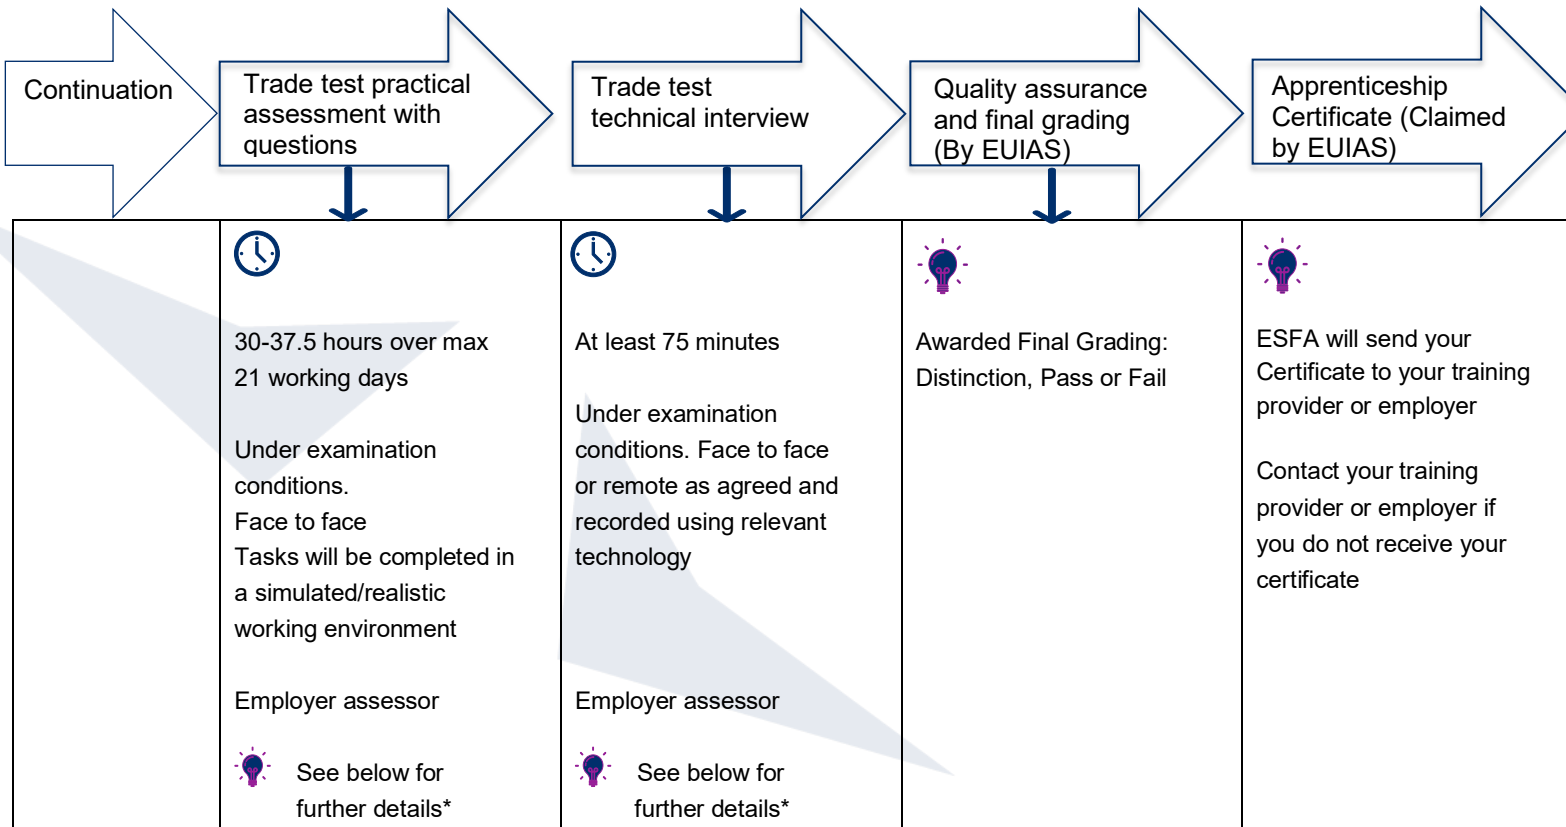 Continuation
Trade test practical
assessment with
questions
Trade test
technical interview
Quality assurance
and final grading
(By EUIAS)
Apprenticeship
Certificate (Claimed
by EUIAS)
30-37.5 hours over max
21 working days
Under examination
conditions.
Face to face
Tasks will be completed in
a simulated/realistic
working environment
Employer assessor
See below for
further details*
At least 75 minutes
Under examination
conditions. Face to face
or remote as agreed and
recorded using relevant
technology
Employer assessor
See below for
further details*
Awarded Final Grading:
Distinction, Pass or Fail
ESFA will send your
Certificate to your training
provider or employer
Contact your training
provider or employer if
you do not receive your
certificate